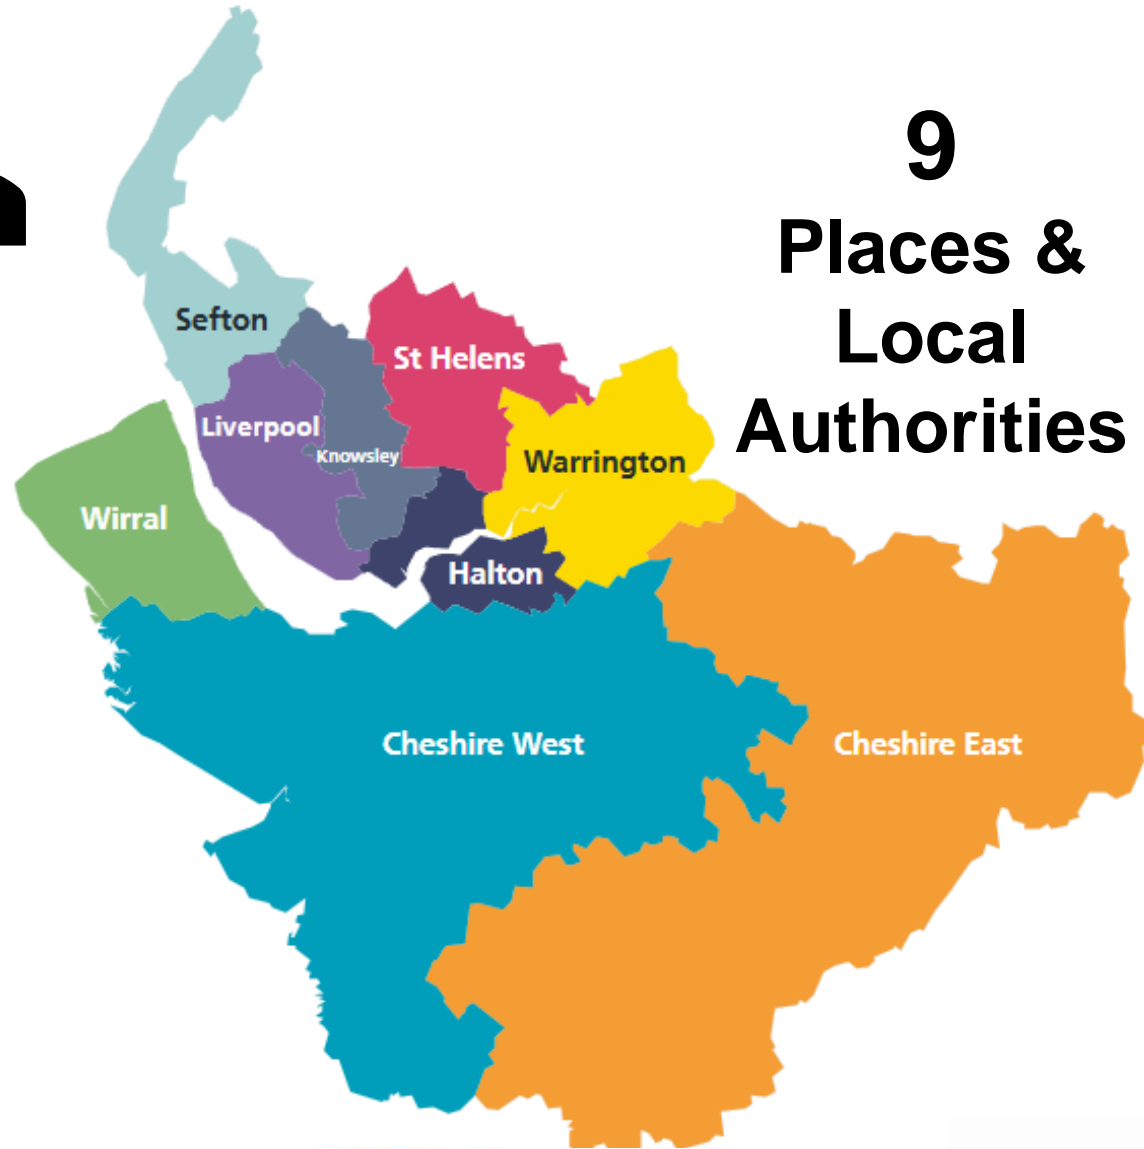 9
Places &
Local
Authorities
Sefton
St Helens
Liverpool
Knowsley
Warrington
Wirral
Halton
Cheshire West
Cheshire East